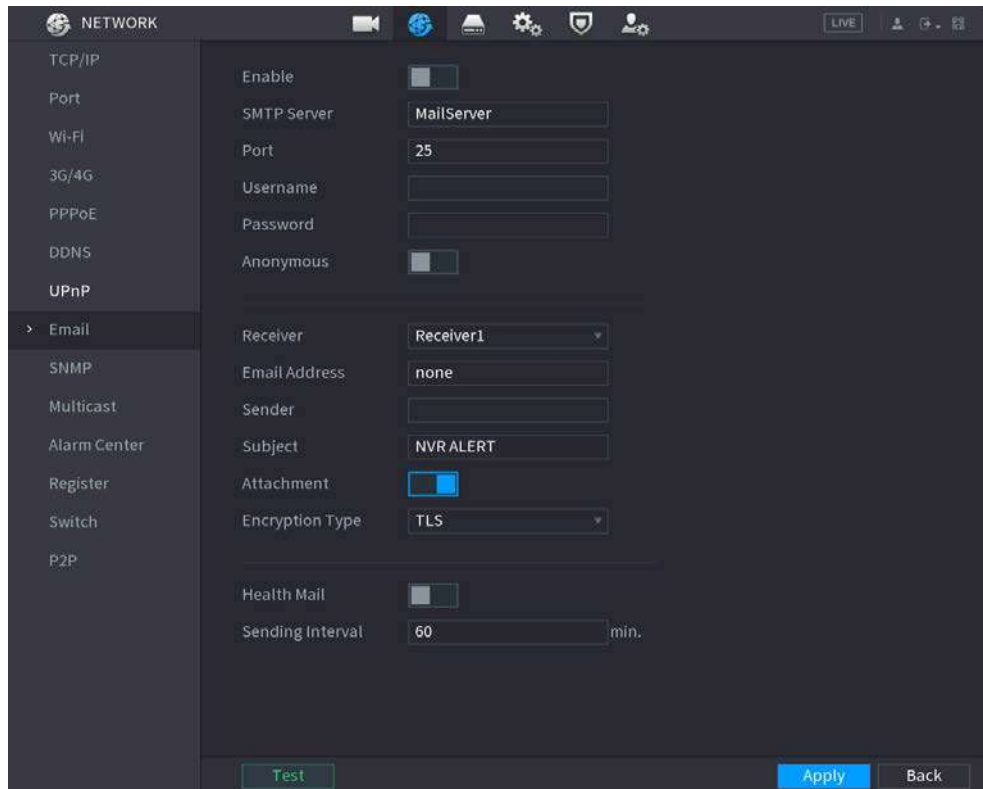 NETWORK
LIVE
TCP/IP
Port
Wi-Fi
3G/4G
PPPoE
DDNS
UPnP
Email
SNMP
Multicast
Alarm Center
Register
Switch
P2P
Enable
SMTP Server MailServer
Port 25
Username
Password
Anonymous
Receiver Receiver1
Email Address none
Sender
Subject NVR ALERT
Attachment
Encryption Type TLS
Health Mail
Sending Interval 60 min.
Test Apply Back